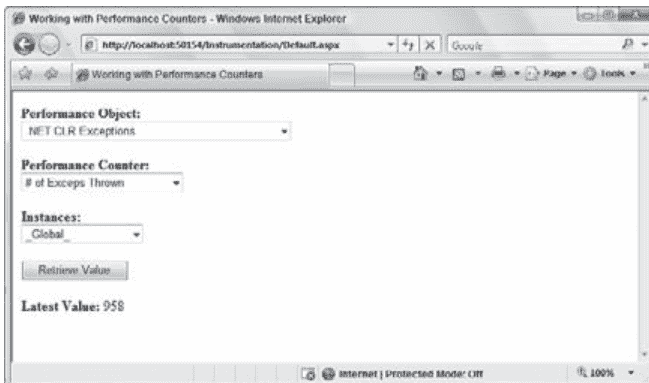 Working with Performance Counters - Windows Internet Explorer
http://localhost:50154/Instrumentation/Default.aspx
Google
Working with Performance Counters
Page
Tools
Performance Object:
.NET CLR Exceptions
Performance Counter:
# of Exceps Thrown
Instances:
_Global_
Retrieve Value
Latest Value: 958
Internet | Protected Mode: Off
100%